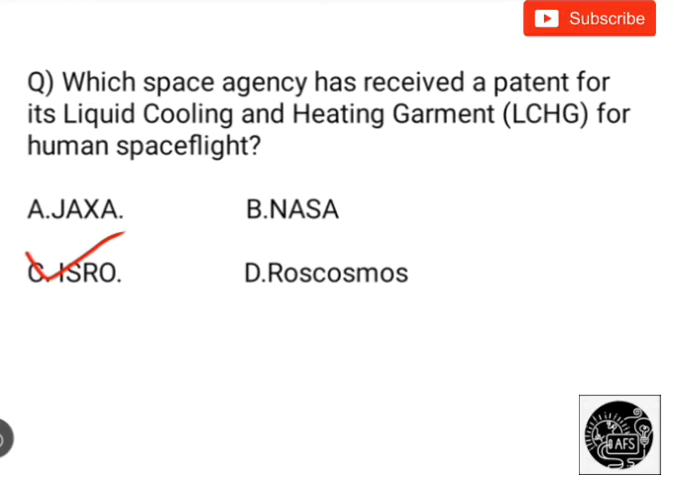 Subscribe
Q) Which space agency has received a patent for
its Liquid Cooling and Heating Garment (LCHG) for
human spaceflight?
A.JAXA.
B.NASA
C.ISRO.
D.Roscosmos
AFS